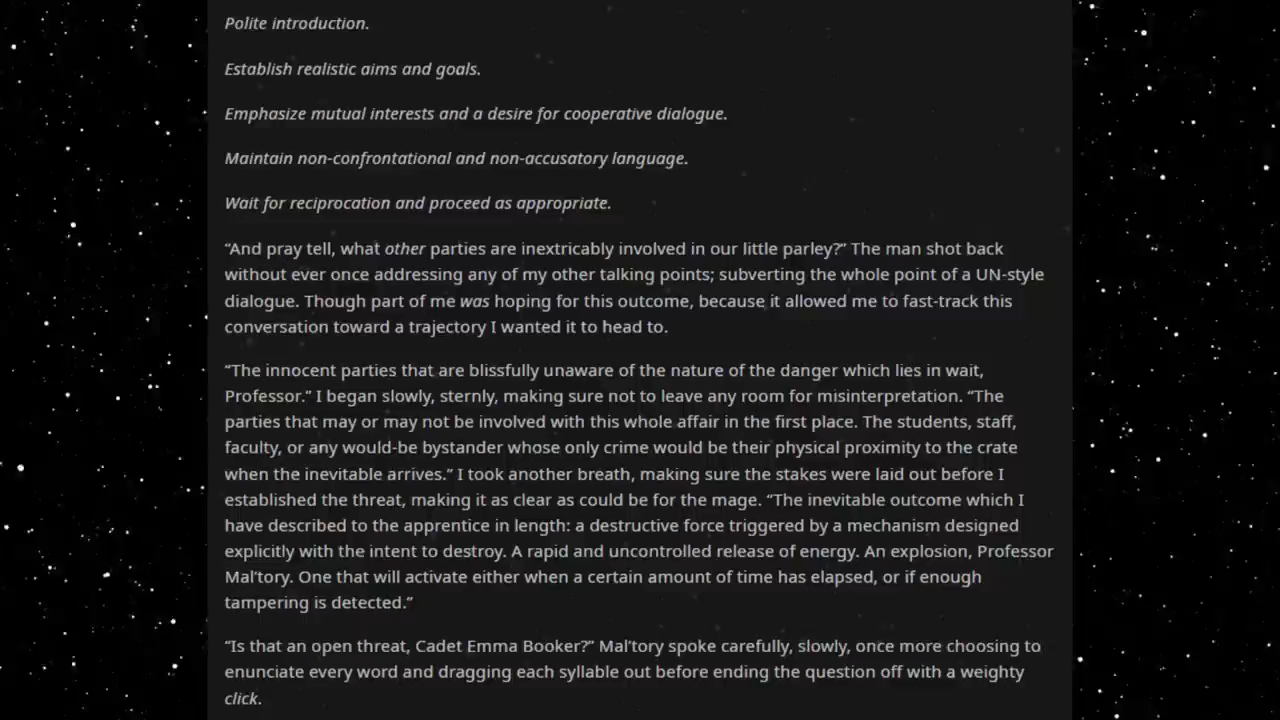 Polite introduction.
Establish realistic aims and goals.
Emphasize mutual interests and a desire for cooperative dialogue.
Maintain non-confrontational and non-accusatory language.
Wait for reciprocation and proceed as appropriate.
“And pray tell, what other parties are inextricably involved in our little parley?” The man shot back
without ever once addressing any of my other talking points; subverting the whole point of a UN-style
dialogue. Though part of me was hoping for this outcome, because it allowed me to fast-track this
conversation toward a trajectory I wanted it to head to.
“The innocent parties that are blissfully unaware of the nature of the danger which lies in wait,
Professor.” I began slowly, sternly, making sure not to leave any room for misinterpretation. “The
parties that may or may not be involved with this whole affair in the first place. The students, staff,
faculty, or any would-be bystander whose only crime would be their physical proximity to the crate
when the inevitable arrives.” I took another breath, making sure the stakes were laid out before I
established the threat, making it as clear as could be for the mage. “The inevitable outcome which I
have described to the apprentice in length: a destructive force triggered by a mechanism designed
explicitly with the intent to destroy. A rapid and uncontrolled release of energy. An explosion, Professor
Mal’tory. One that will activate either when a certain amount of time has elapsed, or if enough
tampering is detected.”
“Is that an open threat, Cadet Emma Booker?” Mal’tory spoke carefully, slowly, once more choosing to
enunciate every word and dragging each syllable out before ending the question off with a weighty
click.